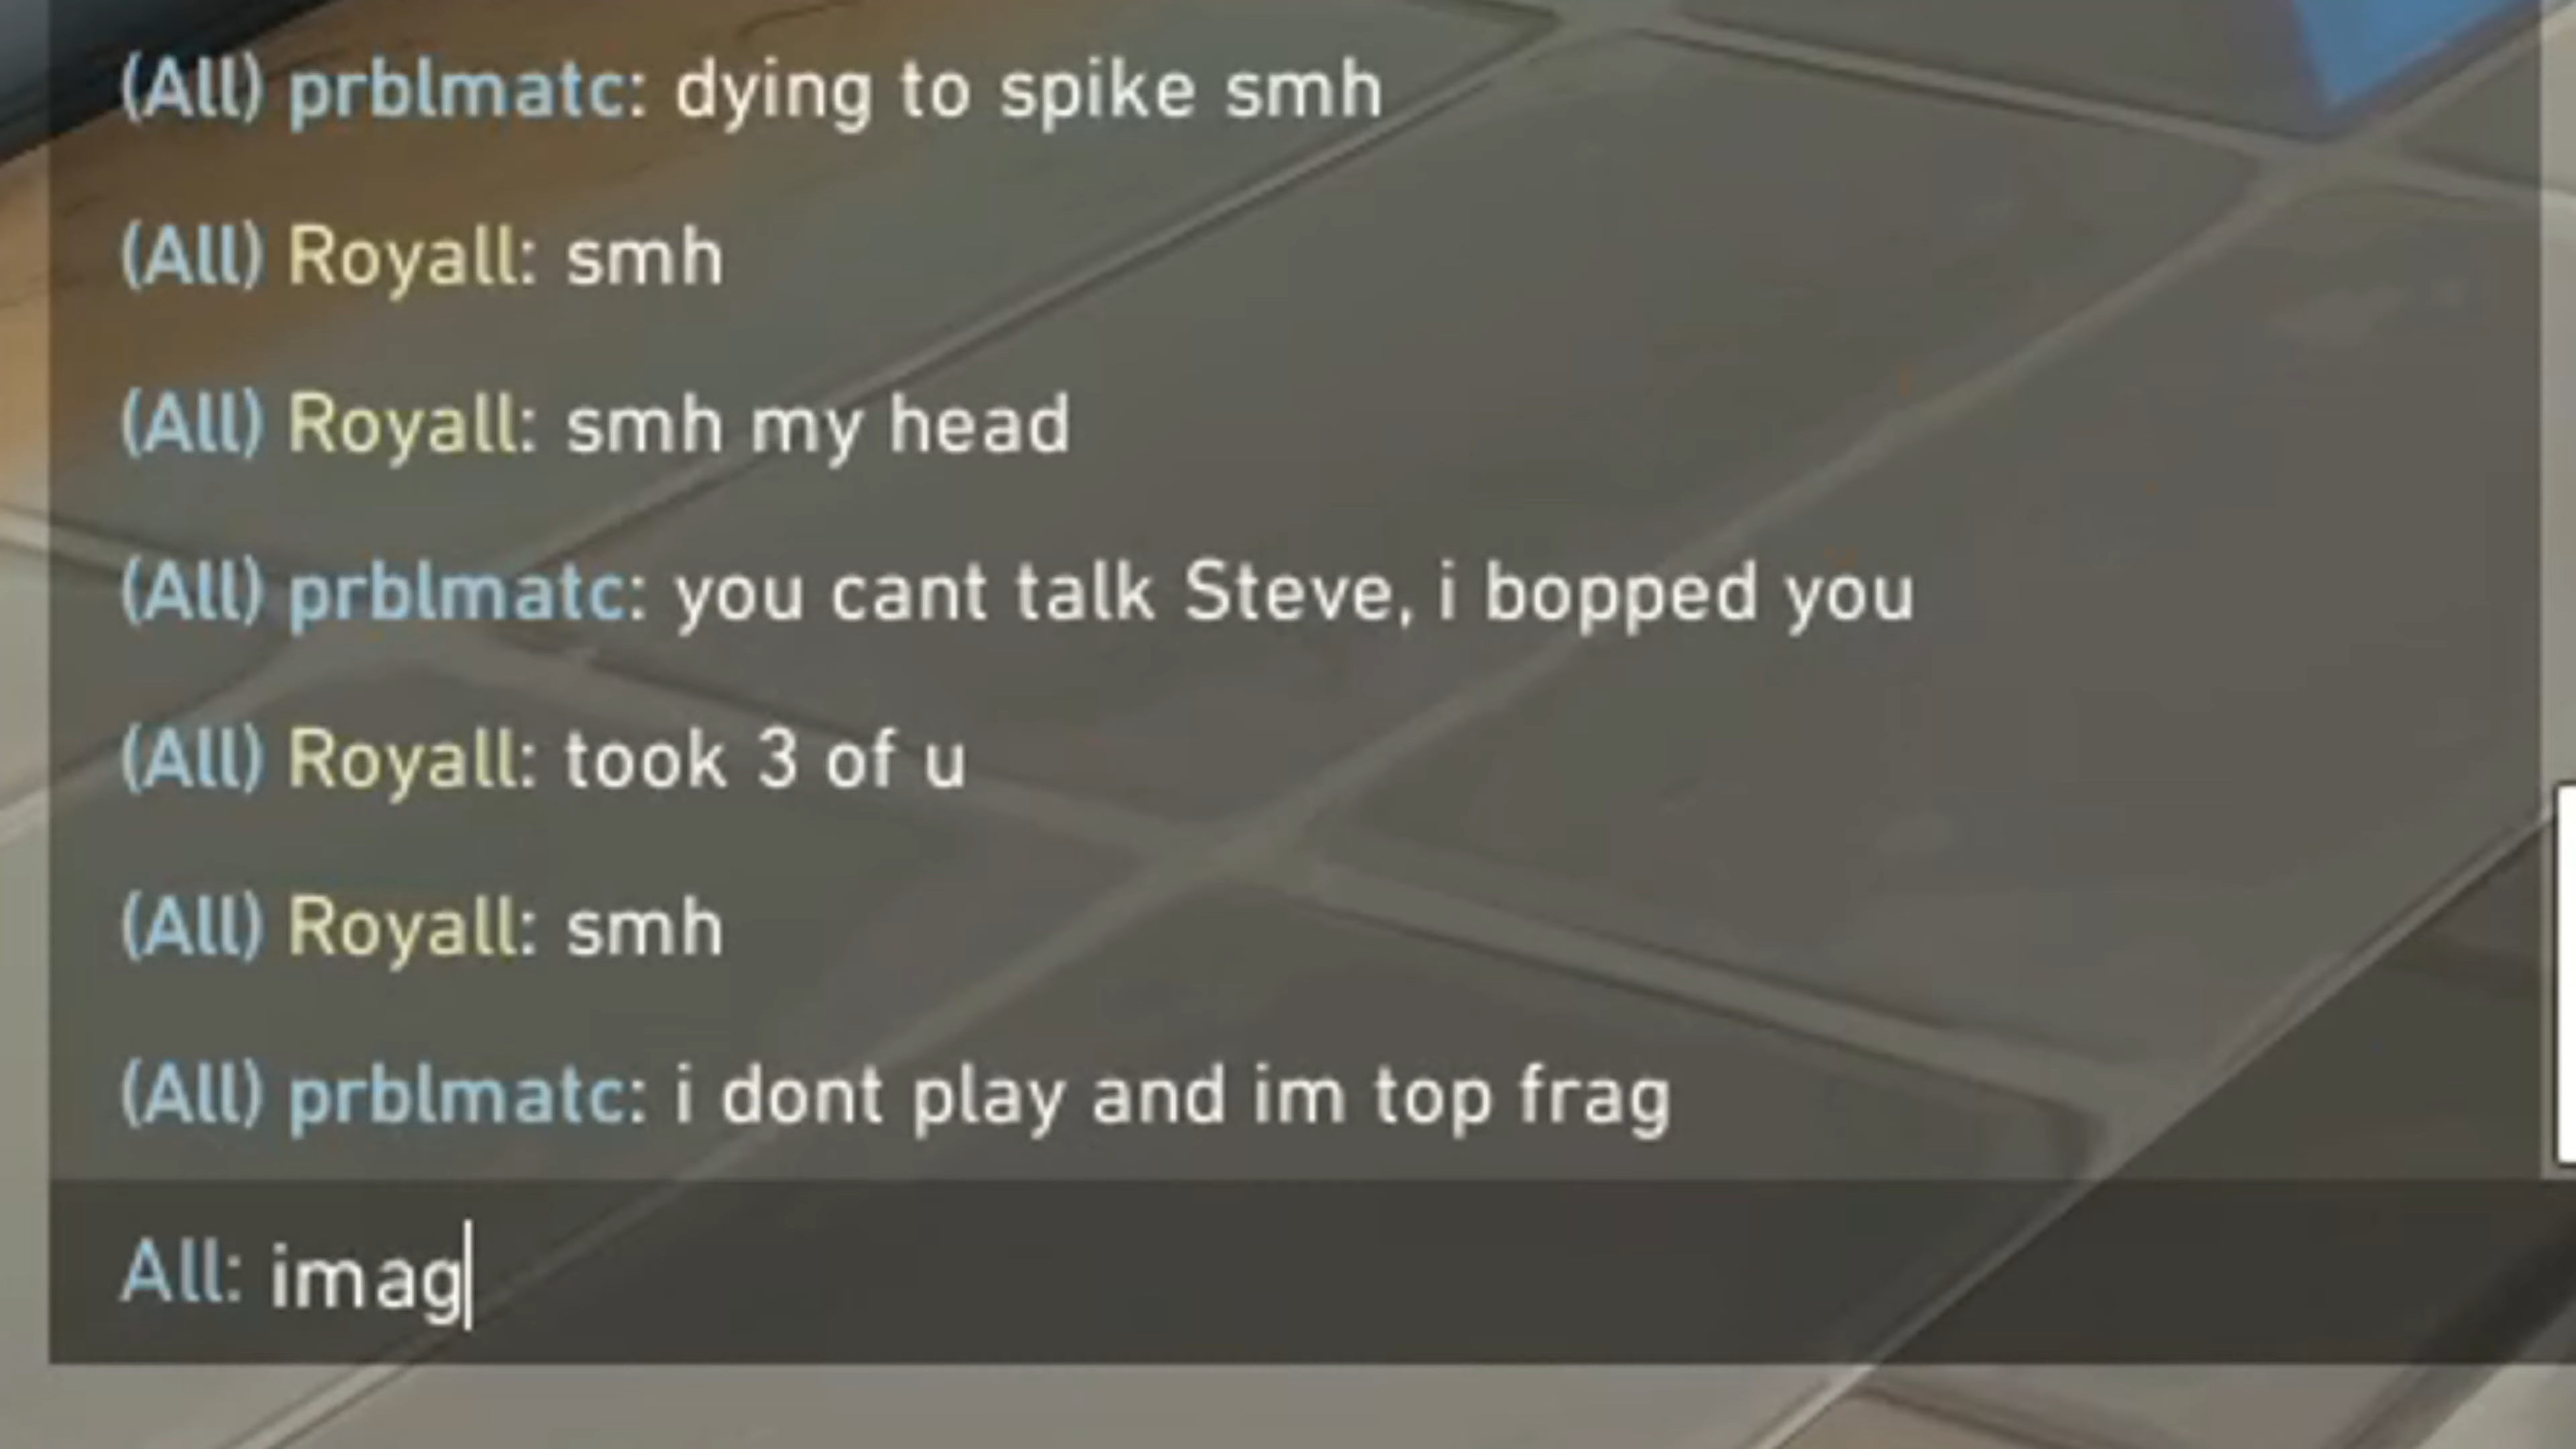 (All) prblmatc: dying to spike smh
(All) Royall: smh
(All) Royall: smh my head
(All) prblmatc: you cant talk Steve, i bopped you
(All) Royall: took 3 of u
(All) Royall: smh
(All) prblmatc: i dont play and im top frag
All: imag